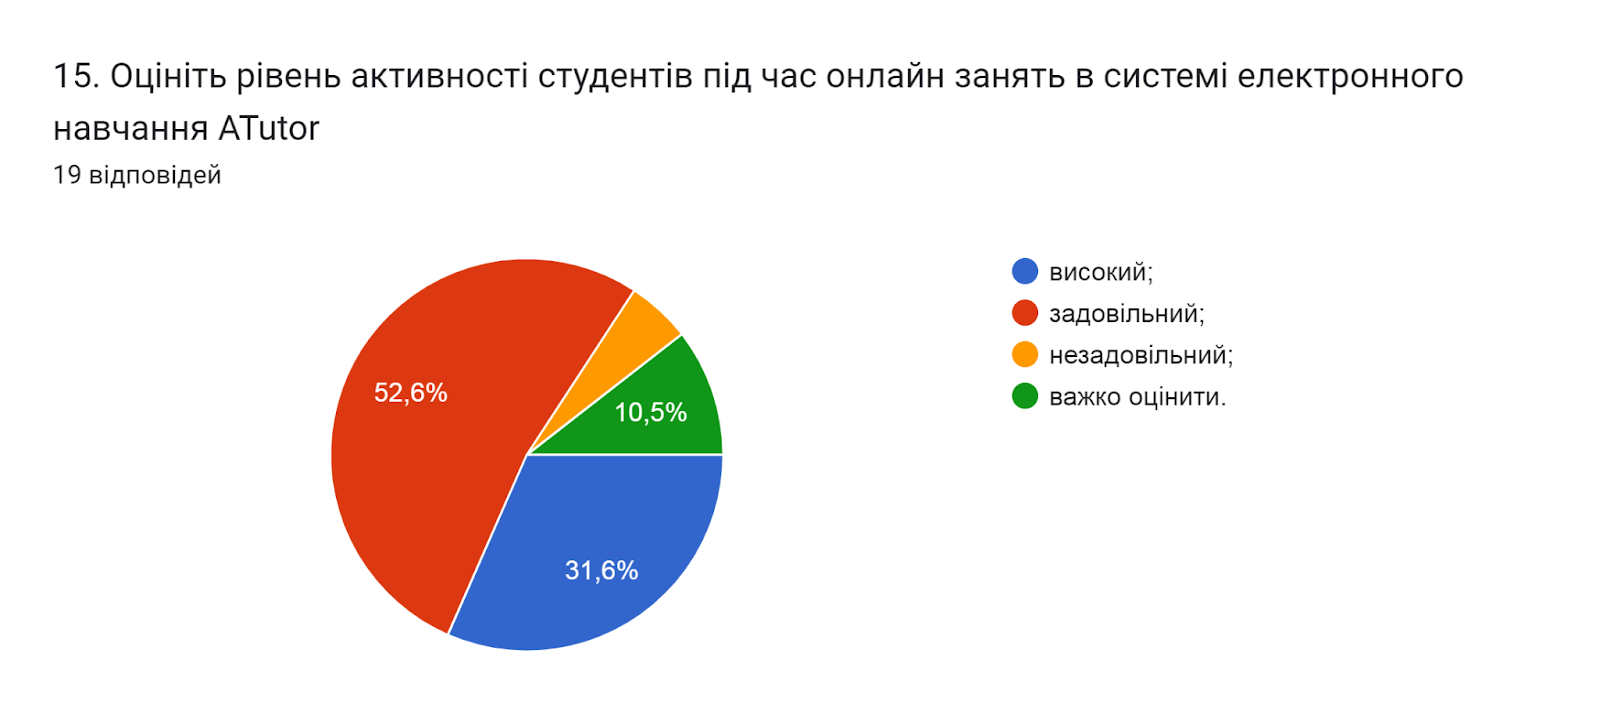 15. Оцініть рівень активності студентів під час онлайн занять в системі електронного
навчання ATutor
19 відповідей
високий;
задовільний;
незадовільний;
важко оцінити.
52,6%
10,5%
31,6%